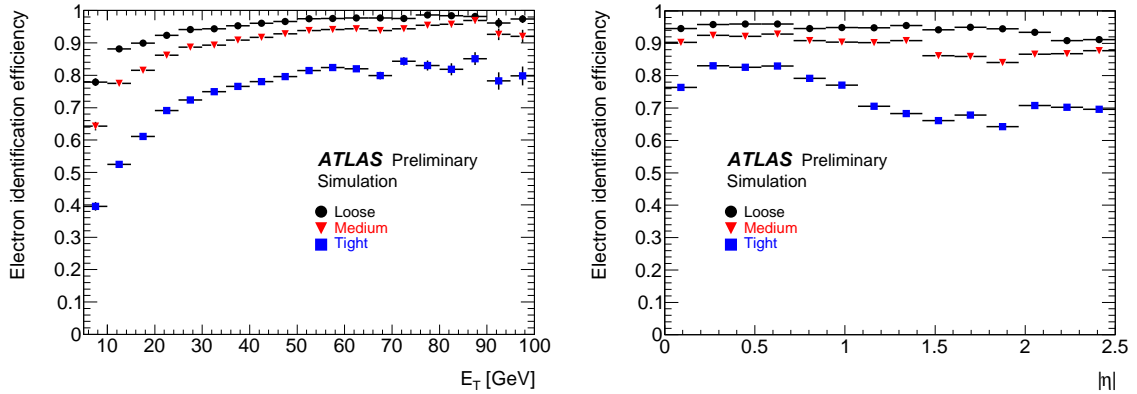 Electron identification efficiency
1
0.9
0.8
0.7
0.6
0.5
0.4
0.3
0.2
0.1
0
ATLAS Preliminary
Simulation
Loose
Medium
Tight
10 20 30 40 50 60 70 80 90 100
E_T [GeV]
Electron identification efficiency
1
0.9
0.8
0.7
0.6
0.5
0.4
0.3
0.2
0.1
0
ATLAS Preliminary
Simulation
Loose
Medium
Tight
0 0.5 1 1.5 2 2.5
|η|